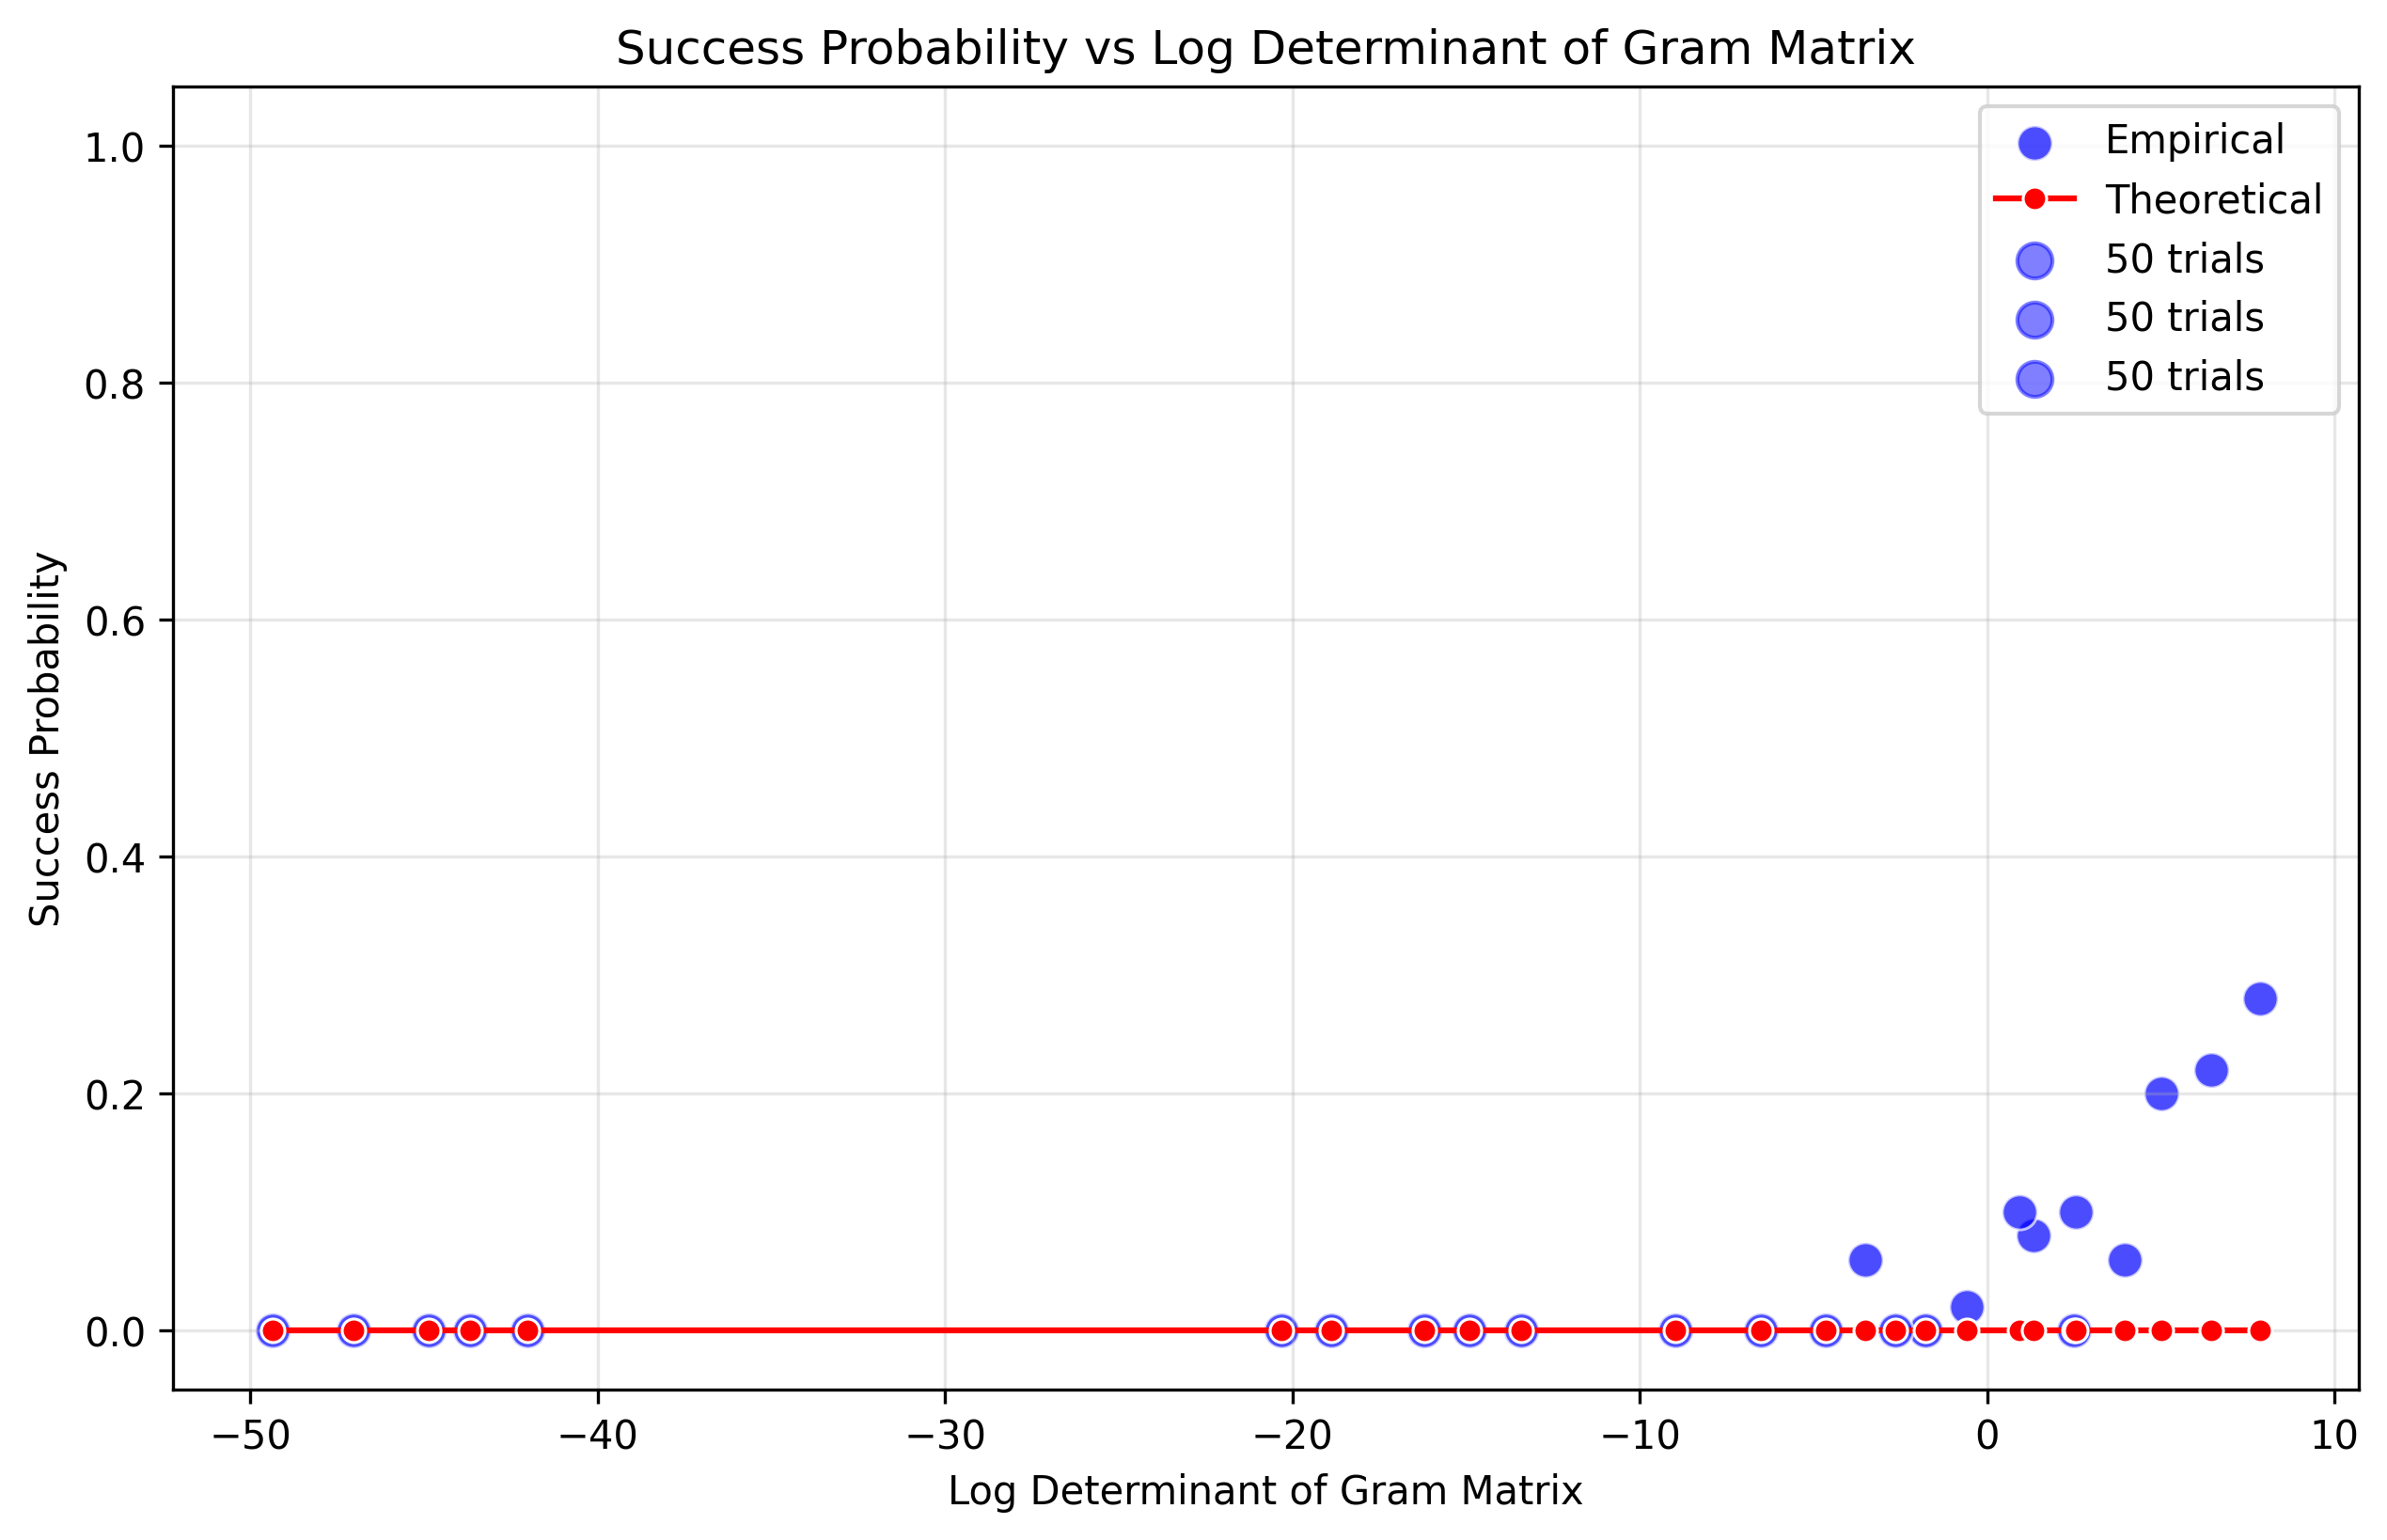 Success Probability vs Log Determinant of Gram Matrix
Empirical
Theoretical
50 trials
50 trials
50 trials
Success Probability
1.0
0.8
0.6
0.4
0.2
0.0
−50 −40 −30 −20 −10 0 10
Log Determinant of Gram Matrix